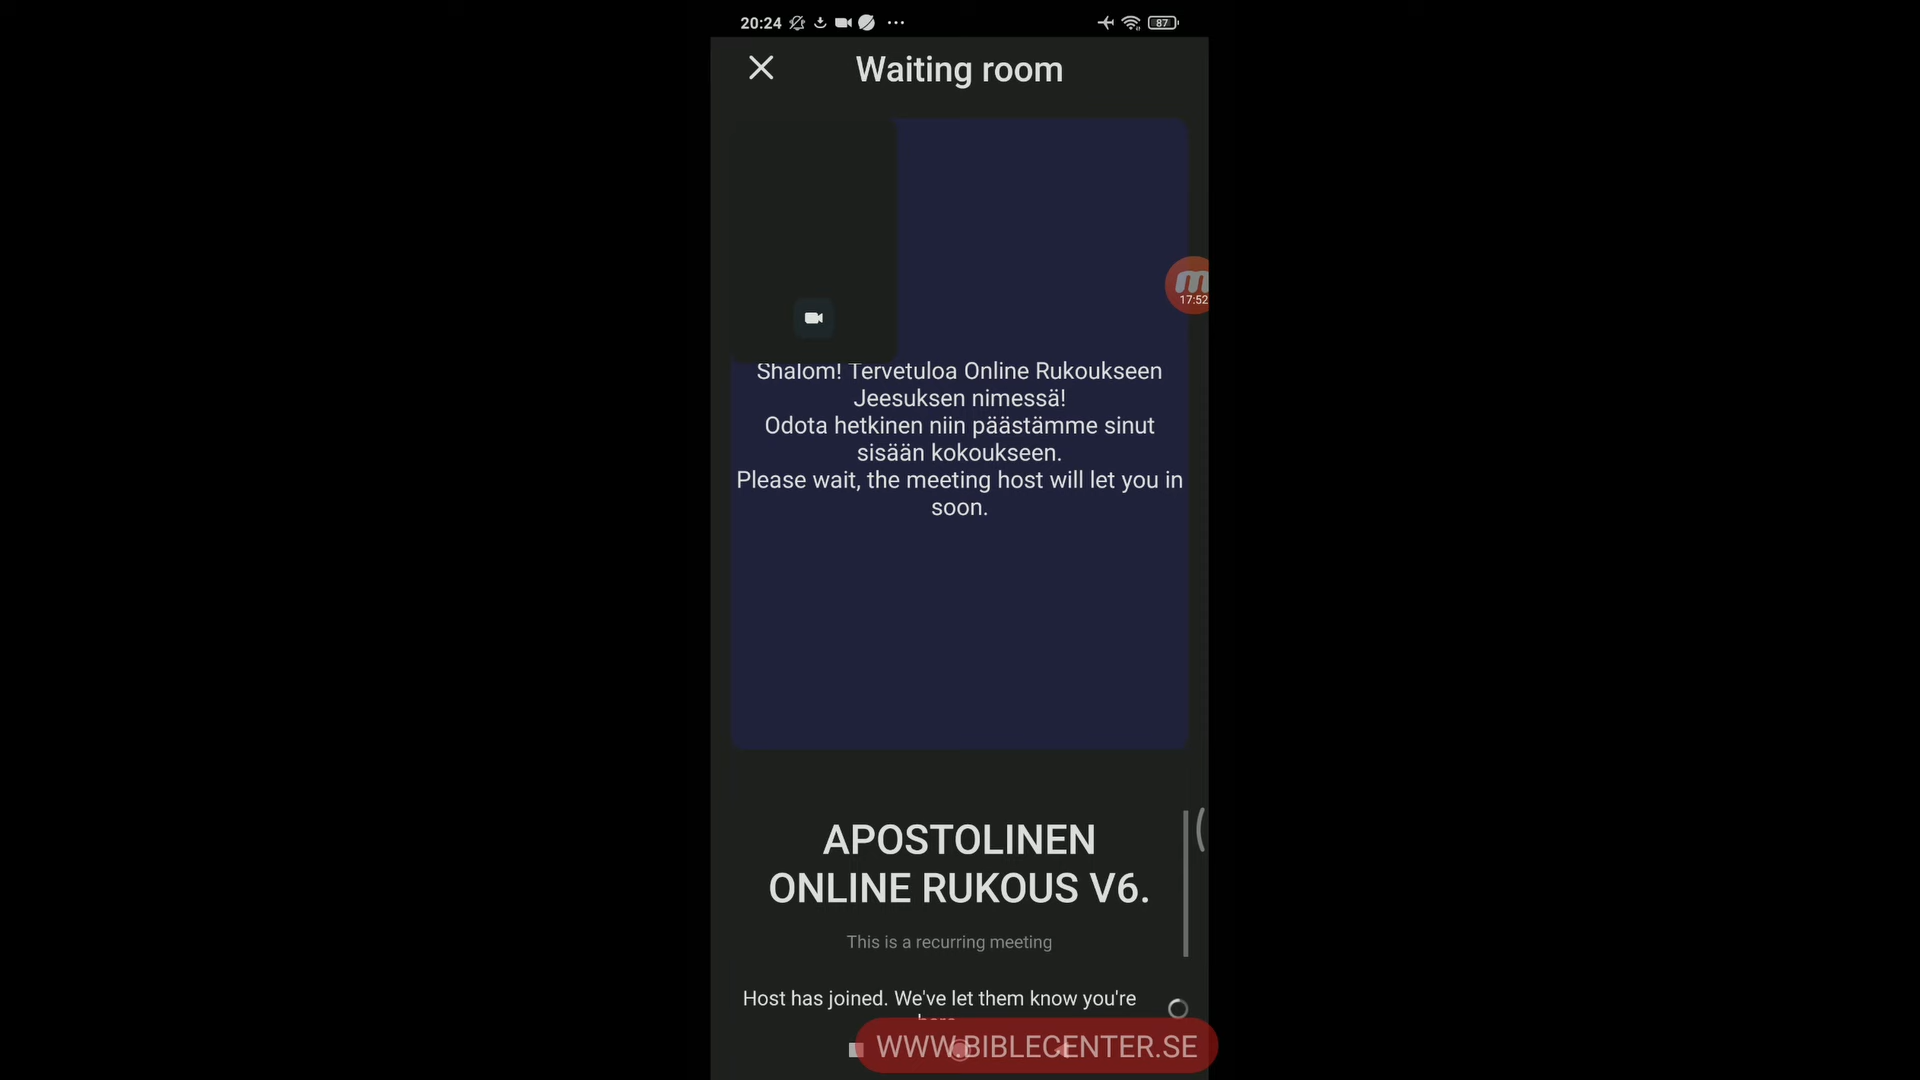 20:24
87
Waiting room
17:52
Shalom! Tervetuloa Online Rukoukseen
Jeesuksen nimessä!
Odota hetkinen niin päästämme sinut
sisään kokoukseen.
Please wait, the meeting host will let you in
soon.
APOSTOLINEN
ONLINE RUKOUS V6.
This is a recurring meeting
Host has joined. We've let them know you're
WWW.BIBLECENTER.SE